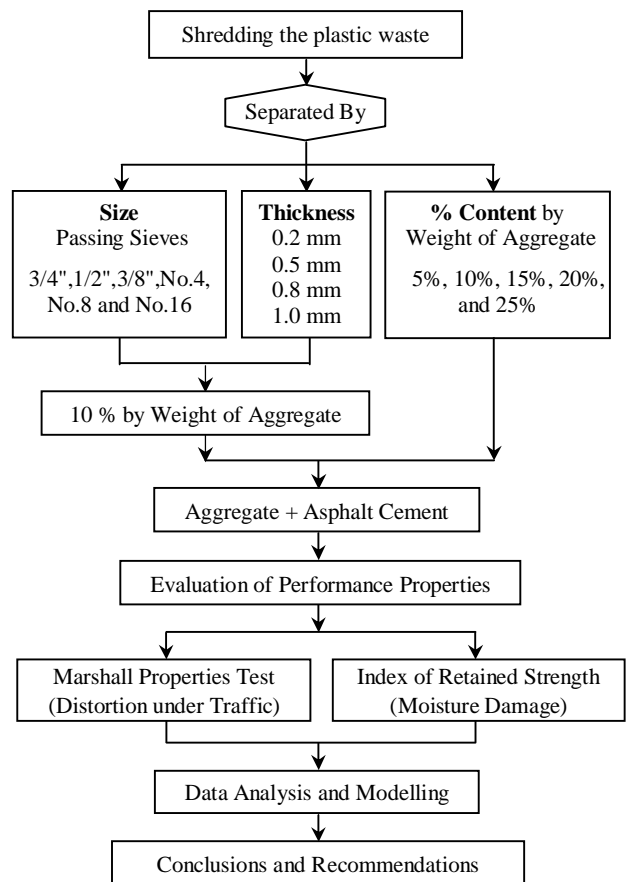 Shredding the plastic waste
Separated By
Size
Passing Sieves
3/4",1/2",3/8",No.4,
No.8 and No.16
Thickness
0.2 mm
0.5 mm
0.8 mm
1.0 mm
% Content by
Weight of Aggregate
5%, 10%, 15%, 20%,
and 25%
10 % by Weight of Aggregate
Aggregate + Asphalt Cement
Evaluation of Performance Properties
Marshall Properties Test
(Distortion under Traffic)
Index of Retained Strength
(Moisture Damage)
Data Analysis and Modelling
Conclusions and Recommendations